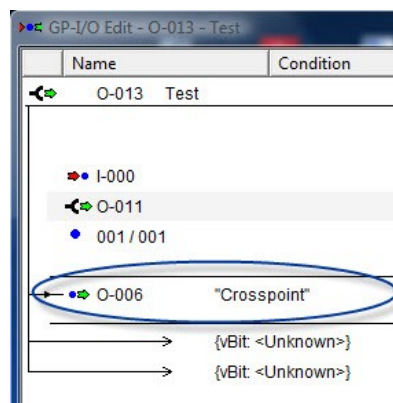 GP-I/O Edit - O-013 - Test
Name Condition
O-013 Test
I-000
O-011
001 / 001
O-006 "Crosspoint"
{vBit: <Unknown>}
{vBit: <Unknown>}